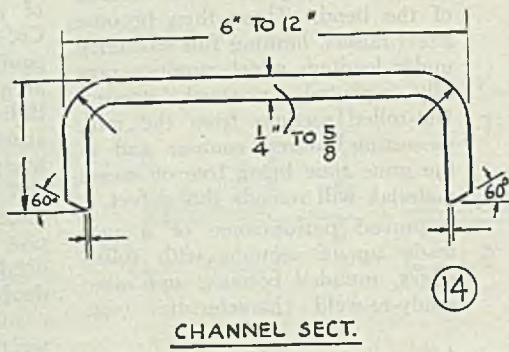 6" TO 12"
1/4" TO 5/8
60°
60°
14
CHANNEL SECT.